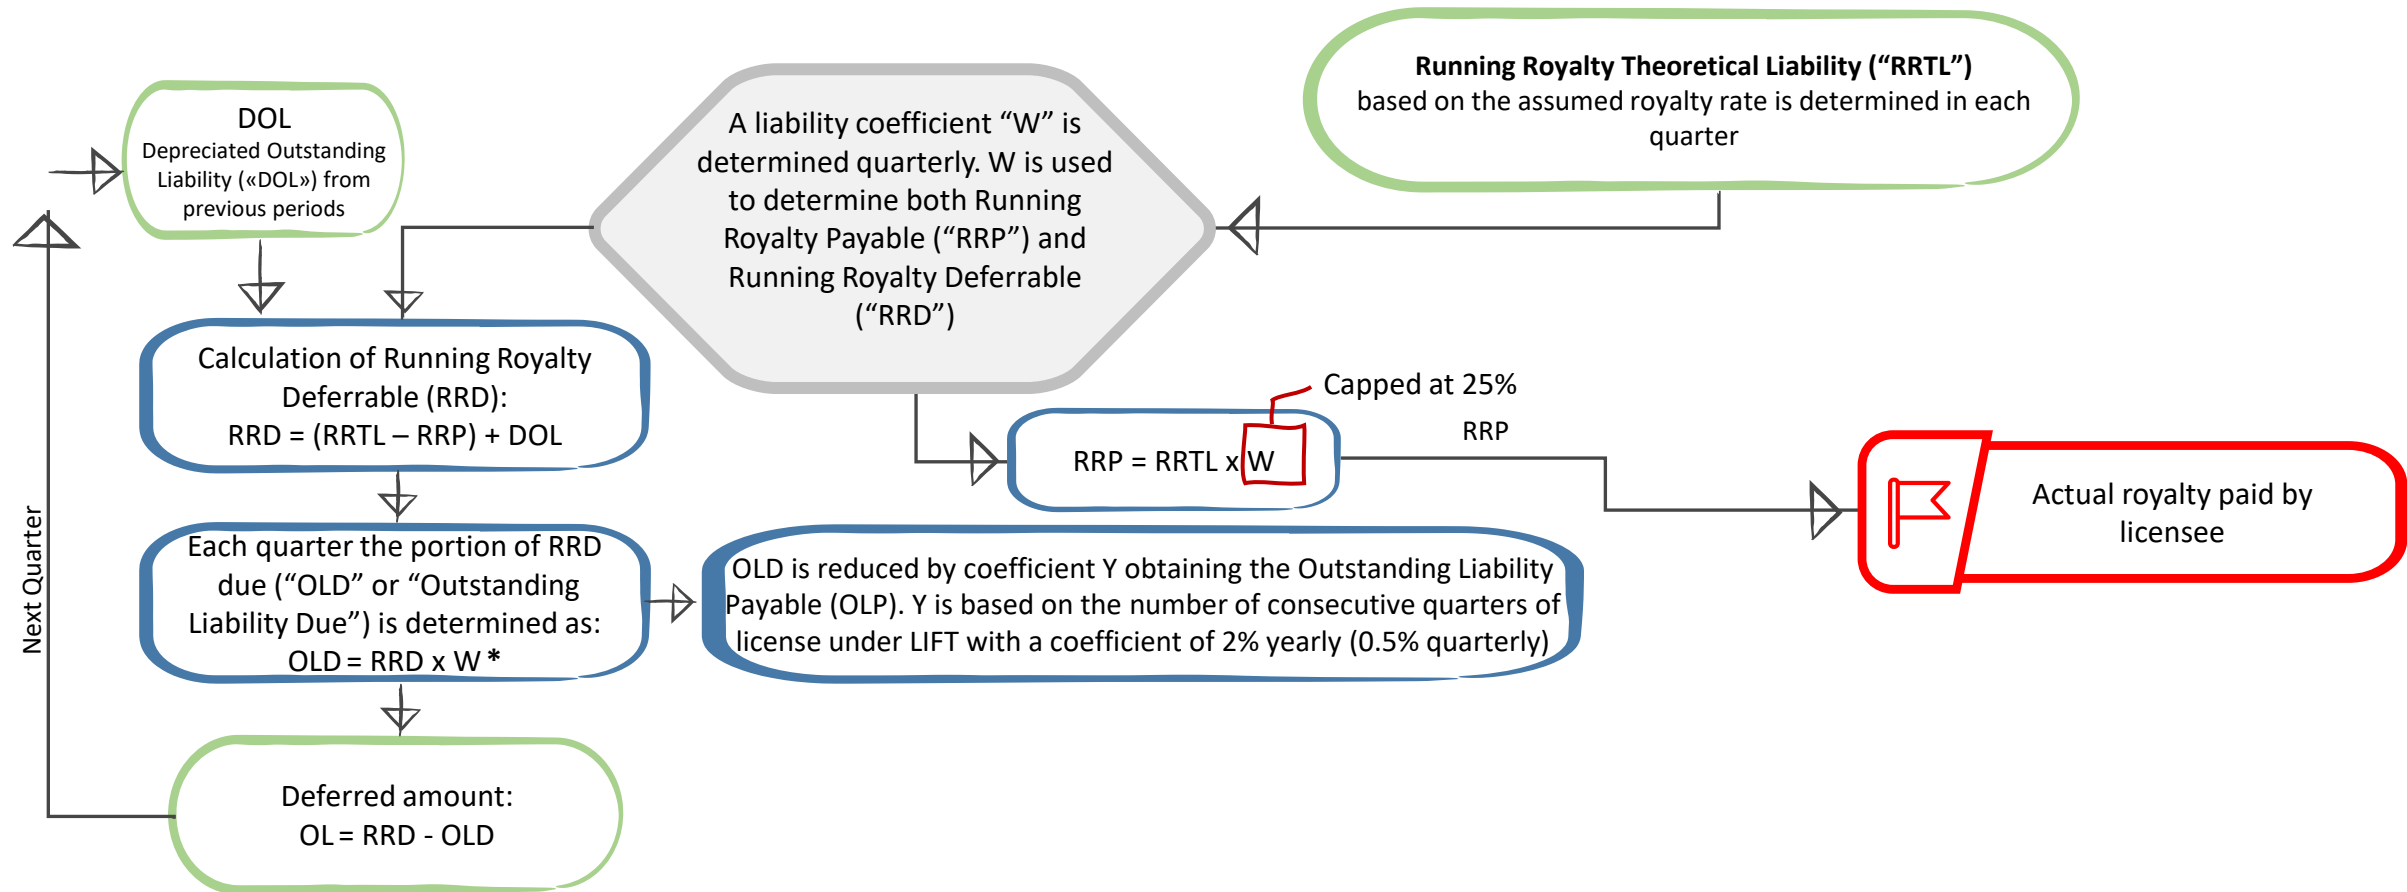 Running Royalty Theoretical Liability (“RRTL”)
based on the assumed royalty rate is determined in each
quarter
DOL
Depreciated Outstanding
Liability («DOL») from
previous periods
A liability coefficient “W” is
determined quarterly. W is used
to determine both Running
Royalty Payable (“RRP”) and
Running Royalty Deferrable
(“RRD”)
Calculation of Running Royalty
Deferrable (RRD):
RRD = (RRTL – RRP) + DOL
Capped at 25%
RRP = RRTL x W
RRP
Actual royalty paid by
licensee
Each quarter the portion of RRD
due (“OLD” or “Outstanding
Liability Due”) is determined as:
OLD = RRD x W *
OLD is reduced by coefficient Y obtaining the Outstanding Liability
Payable (OLP). Y is based on the number of consecutive quarters of
license under LIFT with a coefficient of 2% yearly (0.5% quarterly)
Next Quarter
Deferred amount:
OL = RRD - OLD